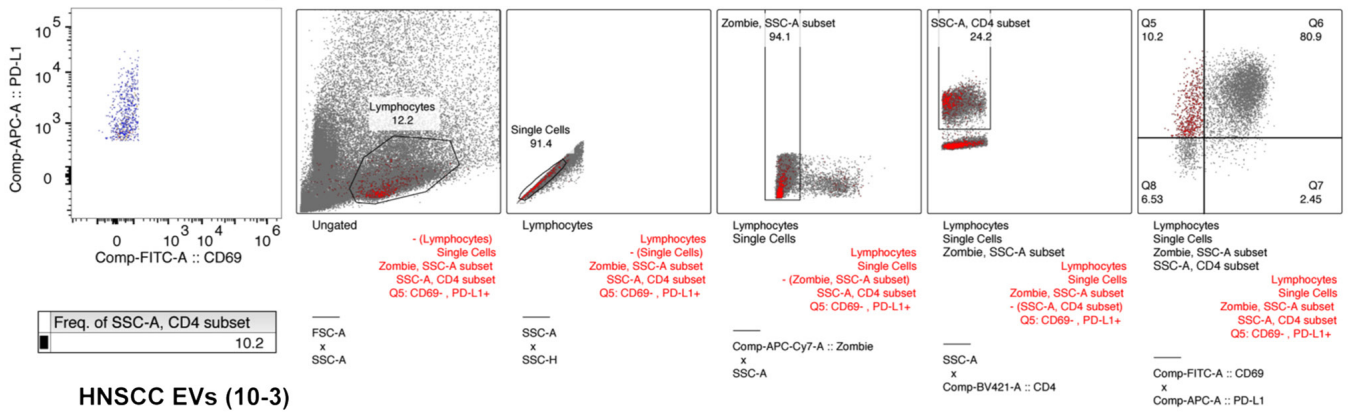 Comp-APC-A :: PD-L1
10^5
10^4
10^3
0
0 10^3 10^4 10^6
Comp-FITC-A :: CD69
Freq. of SSC-A, CD4 subset
10.2
HNSCC EVs (10-3)
Lymphocytes
12.2
Ungated
- (Lymphocytes)
Single Cells
Zombie, SSC-A subset
SSC-A, CD4 subset
Q5: CD69- , PD-L1+
FSC-A
x
SSC-A
Single Cells
91.4
Lymphocytes
Lymphocytes
- (Single Cells)
Zombie, SSC-A subset
SSC-A, CD4 subset
Q5: CD69- , PD-L1+
SSC-A
x
SSC-H
Zombie, SSC-A subset
94.1
Lymphocytes
Single Cells
Lymphocytes
Single Cells
- (Zombie, SSC-A subset)
SSC-A, CD4 subset
Q5: CD69- , PD-L1+
Comp-APC-Cy7-A :: Zombie
x
SSC-A
SSC-A, CD4 subset
24.2
Lymphocytes
Single Cells
Zombie, SSC-A subset
Lymphocytes
Single Cells
Zombie, SSC-A subset
- (SSC-A, CD4 subset)
Q5: CD69- , PD-L1+
SSC-A
x
Comp-BV421-A :: CD4
Q5
10.2
Q6
80.9
Q8
6.53
Q7
2.45
Lymphocytes
Single Cells
Zombie, SSC-A subset
SSC-A, CD4 subset
Lymphocytes
Single Cells
Zombie, SSC-A subset
SSC-A, CD4 subset
Q5: CD69- , PD-L1+
Comp-FITC-A :: CD69
x
Comp-APC-A :: PD-L1